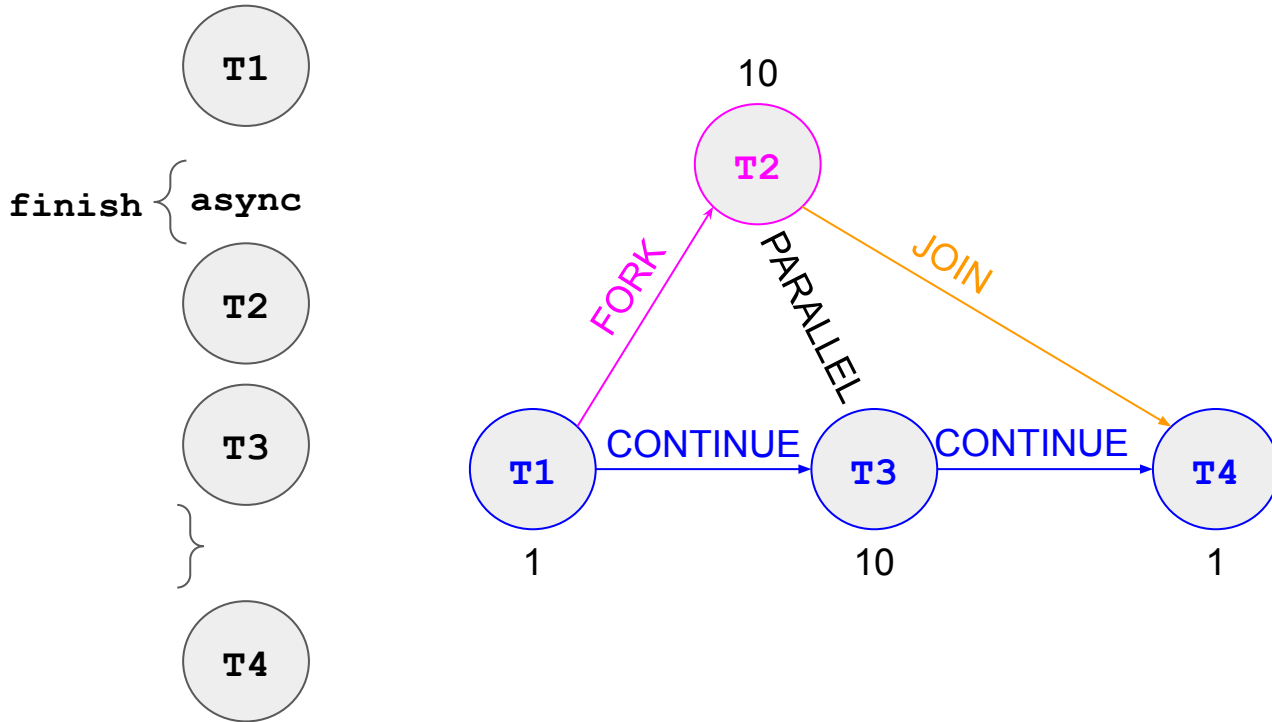 T1
finish { async
T2
T3
}
T4
10
T2
FORK
PARALLEL
JOIN
T1
CONTINUE
T3
CONTINUE
T4
1
10
1